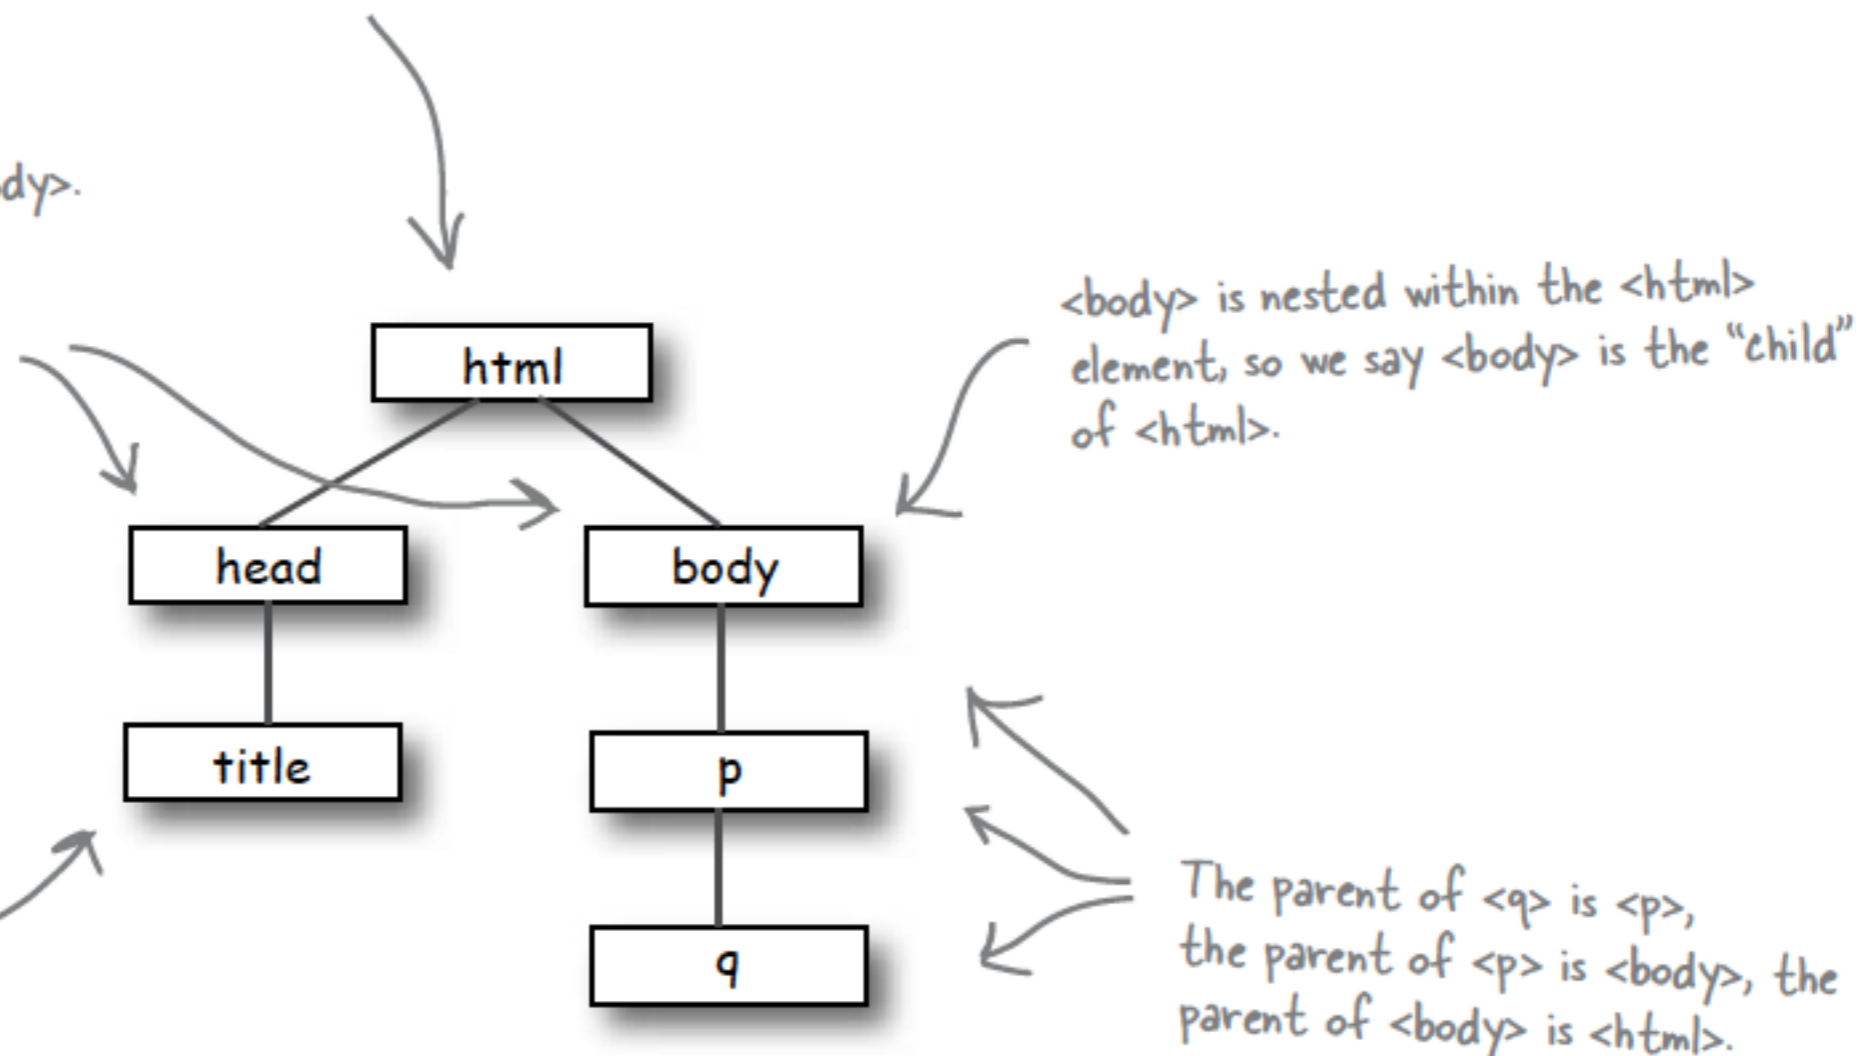 dy>.
<body> is nested within the <html>
element, so we say <body> is the “child”
of <html>.
html
head
body
title
p
q
The parent of <q> is <p>,
the parent of <p> is <body>, the
parent of <body> is <html>.